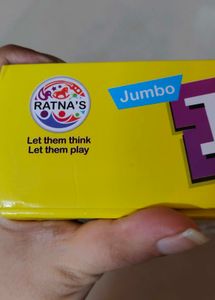 RATNA'S
Let them think
Let them play
Jumbo